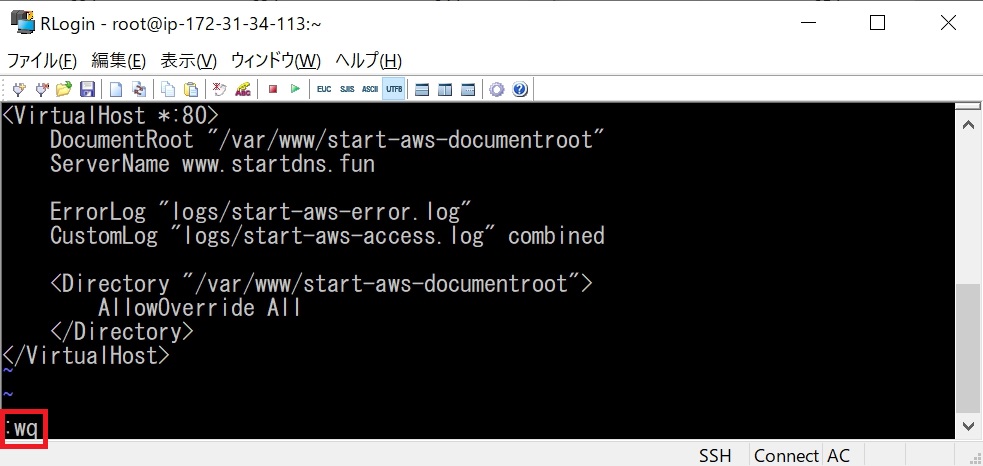 RLogin - root@ip-172-31-34-113:~
ファイル(F) 編集(E) 表示(V) ウィンドウ(W) ヘルプ(H)
ABC EUC SJIS ASCII UTF8
<VirtualHost *:80>
    DocumentRoot "/var/www/start-aws-documentroot"
    ServerName www.startdns.fun

    ErrorLog "logs/start-aws-error.log"
    CustomLog "logs/start-aws-access.log" combined

    <Directory "/var/www/start-aws-documentroot">
        AllowOverride All
    </Directory>
</VirtualHost>
~
~
:wq
SSH Connect AC